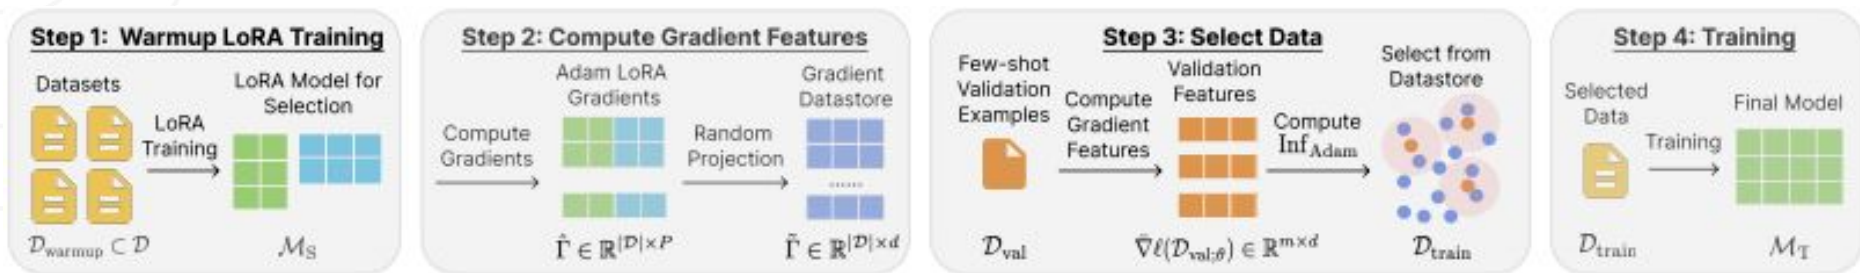 Step 1: Warmup LoRA Training
Datasets
LoRA Model for
Selection
LoRA
Training
𝒟warmup ⊂ 𝒟
ℳS
Step 2: Compute Gradient Features
Adam LoRA
Gradients
Gradient
Datastore
Compute
Gradients
Random
Projection
......
Γ̂ ∈ ℝ|𝒟|×P
Γ̃ ∈ ℝ|𝒟|×d
Step 3: Select Data
Few-shot
Validation
Examples
Compute
Gradient
Features
Validation
Features
Compute
InfAdam
Select from
Datastore
𝒟val
∇̃ℓ(𝒟val;θ) ∈ ℝm×d
𝒟train
Step 4: Training
Selected
Data
Training
Final Model
𝒟train
ℳT